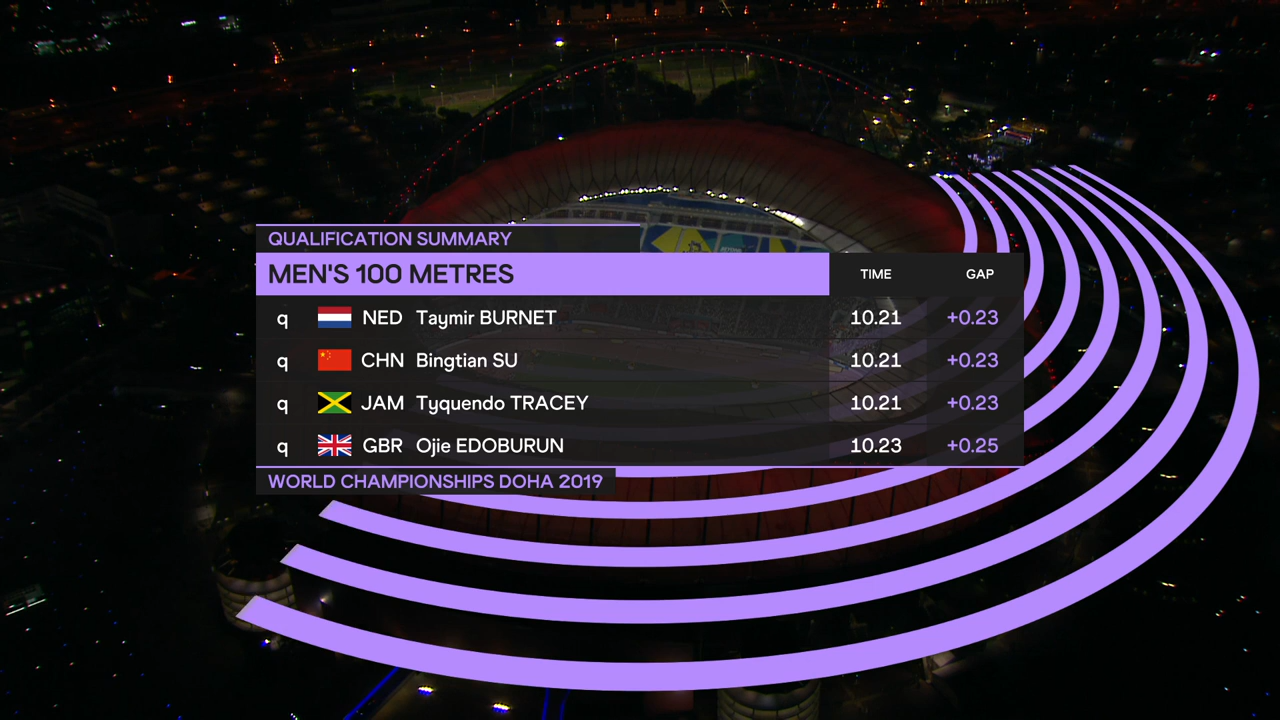 QUALIFICATION SUMMARY
MEN'S 100 METRES TIME GAP
q NED Taymir BURNET 10.21 +0.23
q CHN Bingtian SU 10.21 +0.23
q JAM Tyquendo TRACEY 10.21 +0.23
q GBR Ojie EDOBURUN 10.23 +0.25
WORLD CHAMPIONSHIPS DOHA 2019